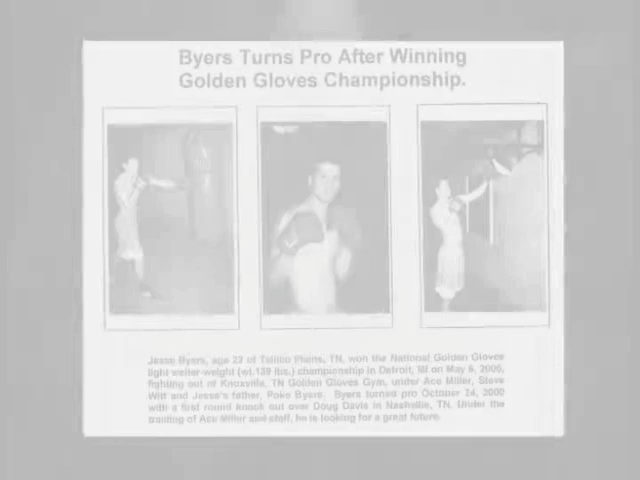 Byers Turns Pro After Winning
Golden Gloves Championship.
Jesse Byers, age 22 of Tellico Plains, TN, won the National Golden Gloves
light welter-weight (wt.139 lbs.) championship in Detroit, MI on May 6, 2000,
fighting out of Knoxville, TN Golden Gloves Gym, under Ace Miller, Steve
Witt and Jesse's father, Poke Byers. Byers turned pro October 24, 2000
with a first round knock out over Doug Davis in Nashville, TN. Under the
training of Ace Miller and staff, he is looking for a great future.